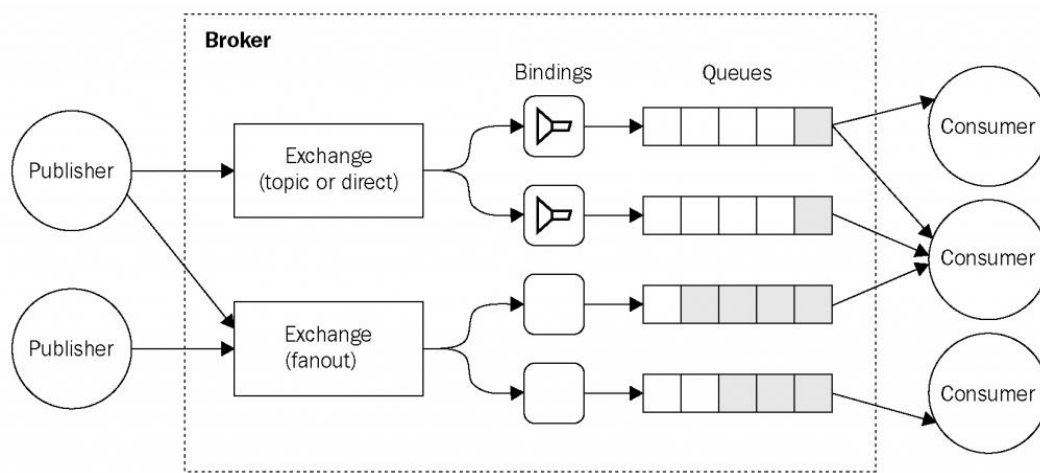 Broker
Bindings
Queues
Publisher
Exchange
(topic or direct)
Consumer
Publisher
Exchange
(fanout)
Consumer
Consumer